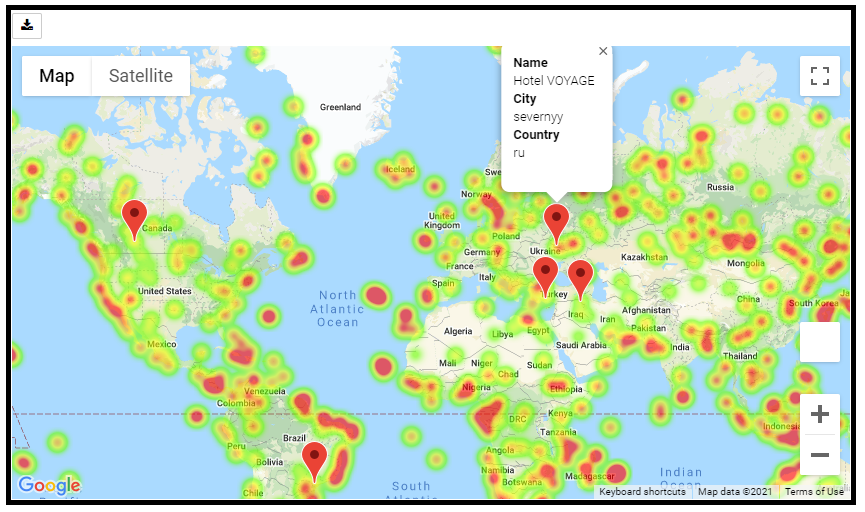 Map
Satellite
Name
Hotel VOYAGE
City
severnyy
Country
ru
Greenland
Iceland
Swe
Norway
Russia
Canada
United
Kingdom
Poland
Ukraine
Germany
France
Kazakhstan
Mongolia
Italy
Spain
Turkey
United States
North
Atlantic
Ocean
China
South Korea
Ja
Iraq
Iran
Afghanistan
Pakistan
Algeria
Libya
Egypt
Mexico
Saudi Arabia
India
Thailand
Mali
Niger
Sudan
Chad
Venezuela
Nigeria
Ethiopia
Colombia
DRC
Kenya
Indonesia
Tanzania
Brazil
Peru
Angola
Bolivia
Namibia
Botswana
Madagascar
Indian
Ocean
Chile
South
Atlantic
Google
Keyboard shortcuts
Map data ©2021
Terms of Use